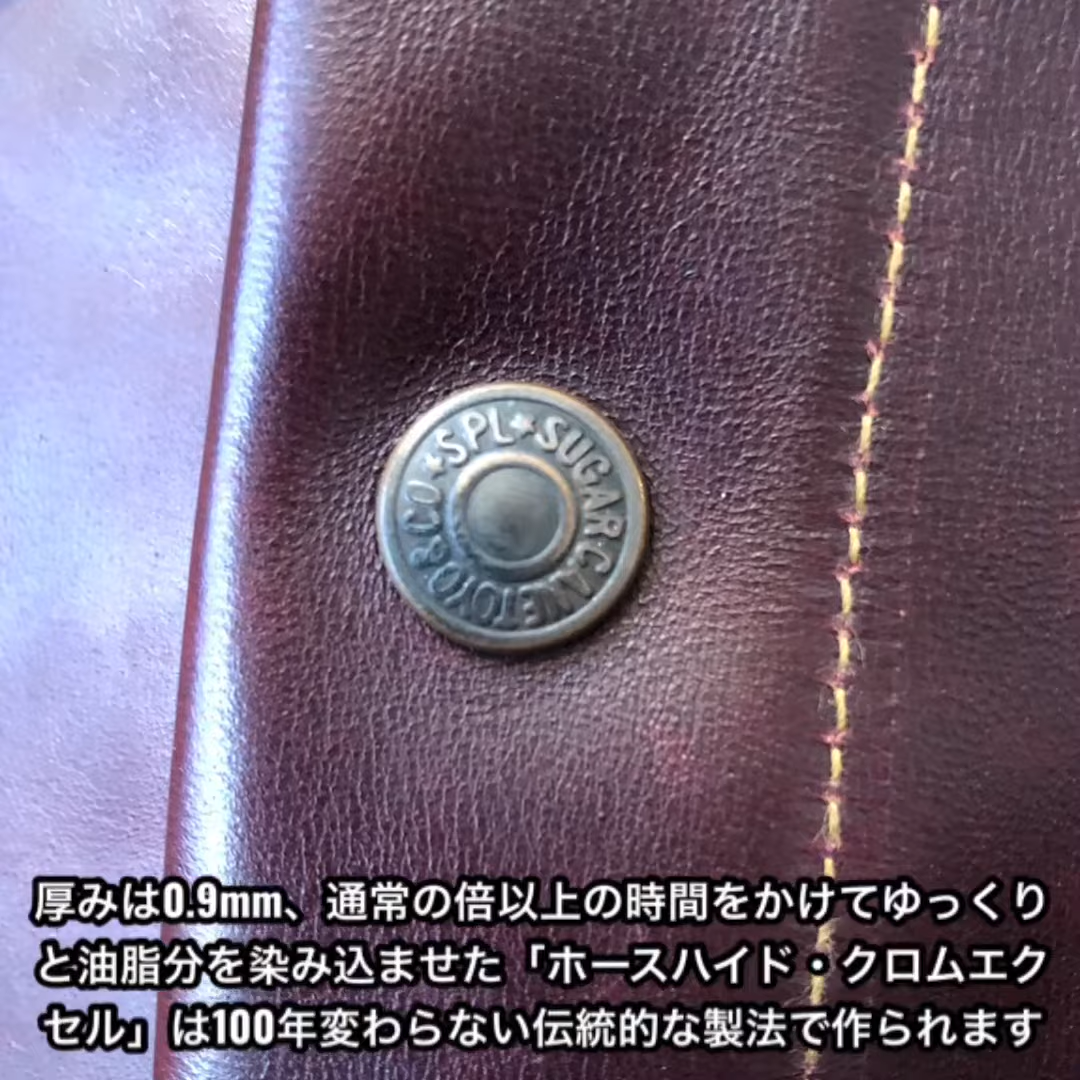 ★SPL★SUGAR·CANE TOYO&CO
厚みは0.9mm、通常の倍以上の時間をかけてゆっくり
と油脂分を染み込ませた「ホースハイド・クロムエク
セル」は100年変わらない伝統的な製法で作られます